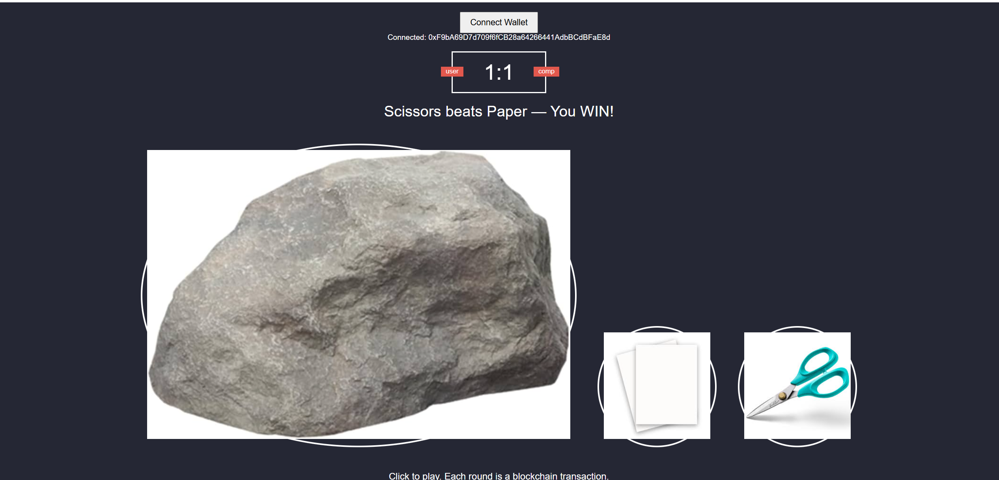 Connect Wallet
Connected: 0xF9bA69D7d709f6fCB28a64266441AdbBCdBFaE8d
user
1:1
comp
Scissors beats Paper — You WIN!
Click to play. Each round is a blockchain transaction.